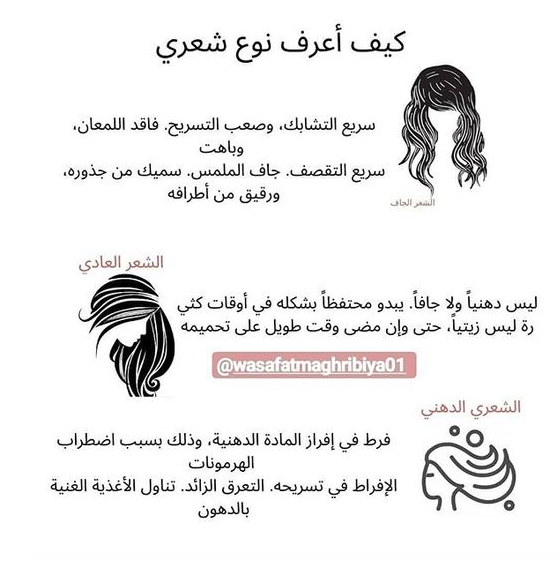 كيف أعرف نوع شعري
سريع التشابك، وصعب التسريح. فاقد اللمعان،
وباهت
سريع التقصف. جاف الملمس. سميك من جذوره،
ورقيق من أطرافه
الشعر الجاف
الشعر العادي
ليس دهنياً ولا جافاً. يبدو محتفظاً بشكله في أوقات كثي
رة ليس زيتياً، حتى وإن مضى وقت طويل على تحميمه
@wasafatmaghribiya01
الشعري الدهني
فرط في إفراز المادة الدهنية، وذلك بسبب اضطراب
الهرمونات
الإفراط في تسريحه. التعرق الزائد. تناول الأغذية الغنية
بالدهون